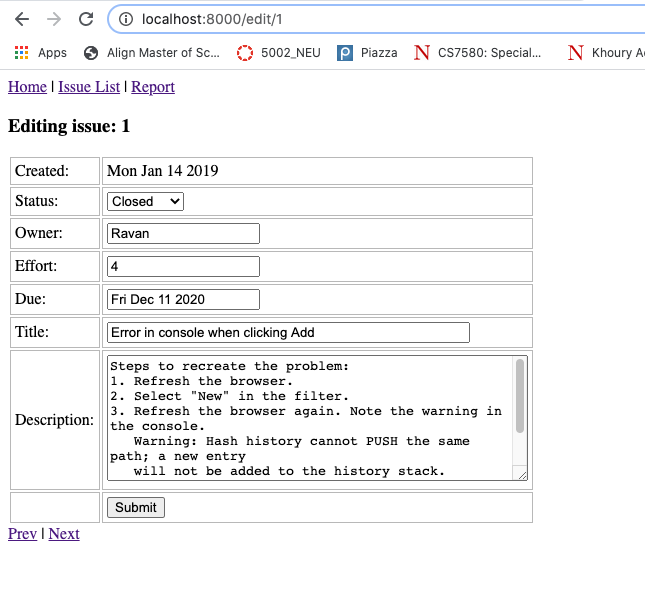 localhost:8000/edit/1
Apps Align Master of Sc... 5002_NEU Piazza CS7580: Special... Khoury A
Home | Issue List | Report
Editing issue: 1
Created: Mon Jan 14 2019
Status: Closed
Owner: Ravan
Effort: 4
Due: Fri Dec 11 2020
Title: Error in console when clicking Add
Description:
Steps to recreate the problem:
1. Refresh the browser.
2. Select "New" in the filter.
3. Refresh the browser again. Note the warning in
the console.
Warning: Hash history cannot PUSH the same
path; a new entry
will not be added to the history stack.
Submit
Prev | Next